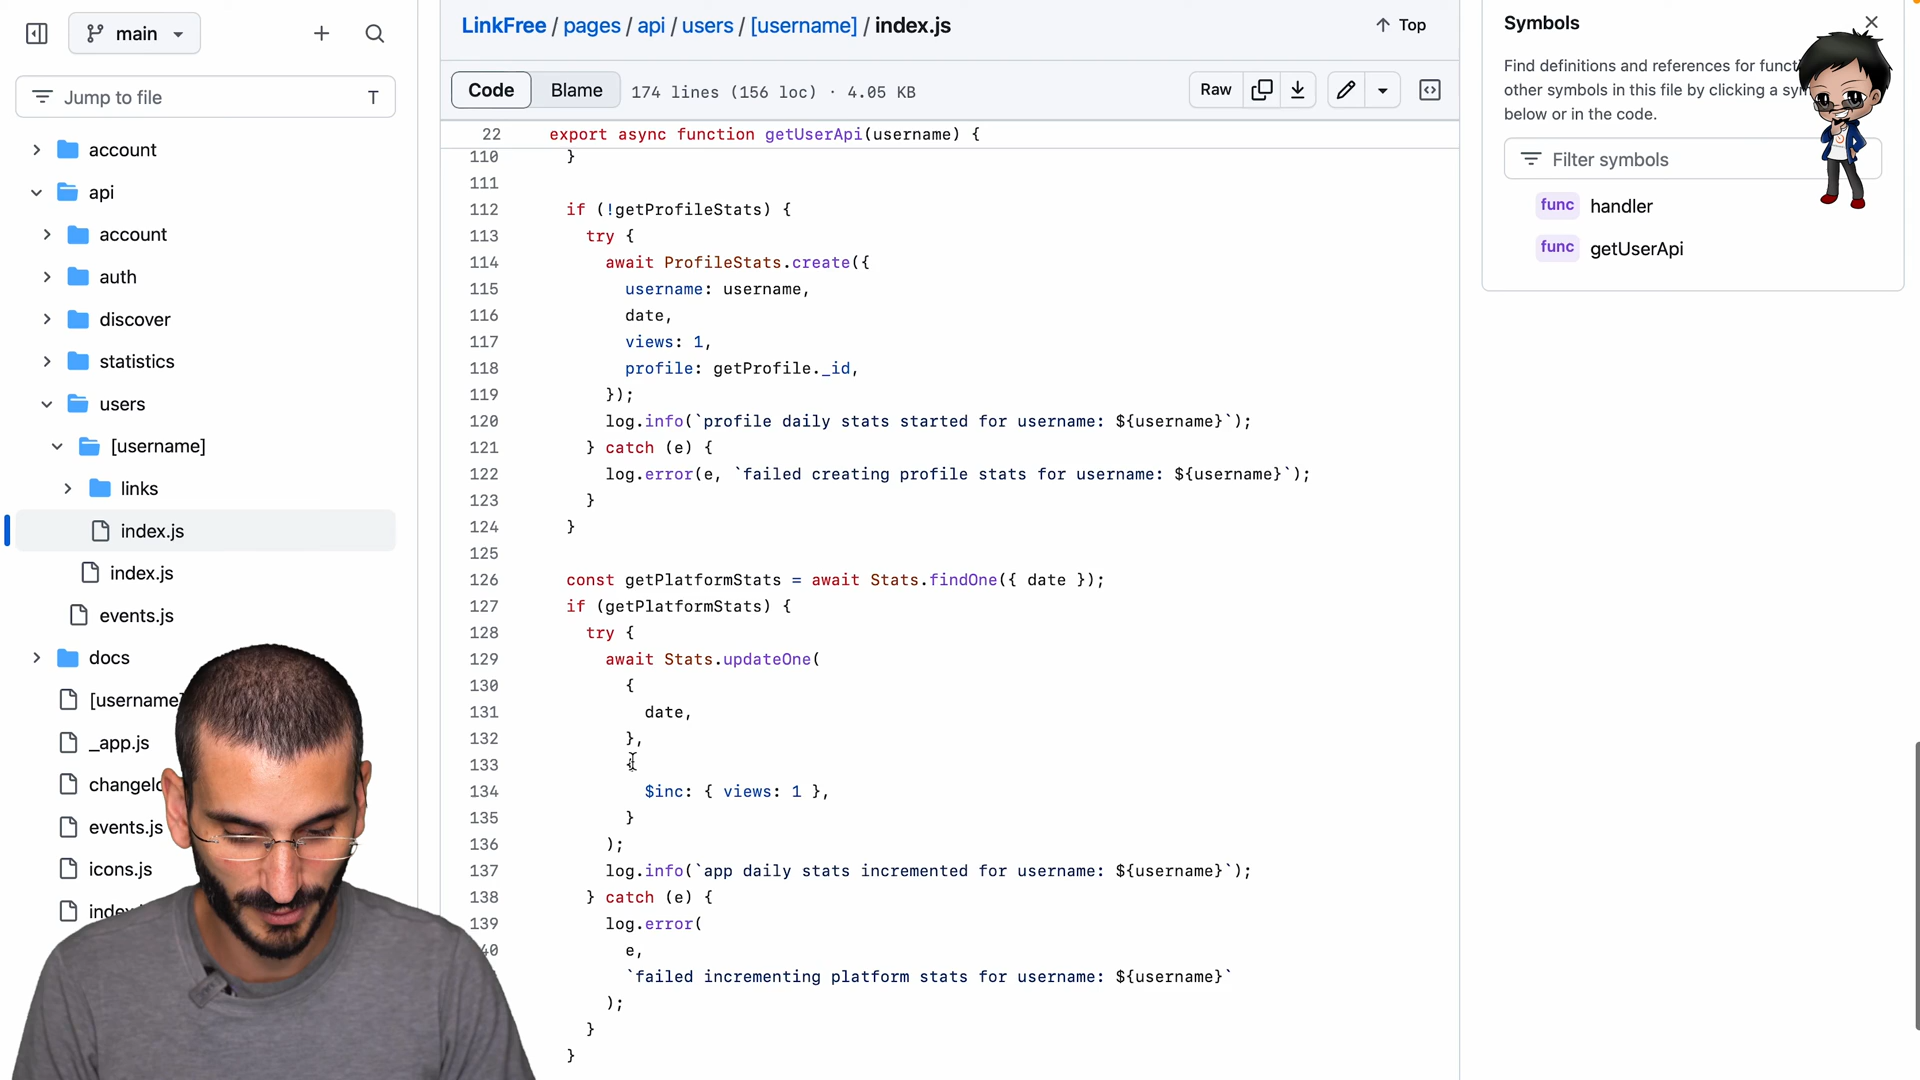 main
Jump to file
T
account
api
account
auth
discover
statistics
users
[username]
links
index.js
index.js
events.js
docs
[username
_app.js
events.js
icons.js
LinkFree / pages / api / users / [username] / index.js
Top
Code
Blame
174 lines (156 loc) · 4.05 KB
Raw
22 export async function getUserApi(username) {
110 }
111
112 if (!getProfileStats) {
113 try {
114 await ProfileStats.create({
115 username: username,
116 date,
117 views: 1,
118 profile: getProfile._id,
119 });
120 log.info(`profile daily stats started for username: ${username}`);
121 } catch (e) {
122 log.error(e, `failed creating profile stats for username: ${username}`);
123 }
124 }
125
126 const getPlatformStats = await Stats.findOne({ date });
127 if (getPlatformStats) {
128 try {
129 await Stats.updateOne(
130 {
131 date,
132 },
133 {
134 $inc: { views: 1 },
135 }
136 );
137 log.info(`app daily stats incremented for username: ${username}`);
138 } catch (e) {
139 log.error(
40 e,
`failed incrementing platform stats for username: ${username}`
);
}
}
Symbols
Find definitions and references for
other symbols in this file by clicking a
below or in the code.
Filter symbols
func handler
func getUserApi